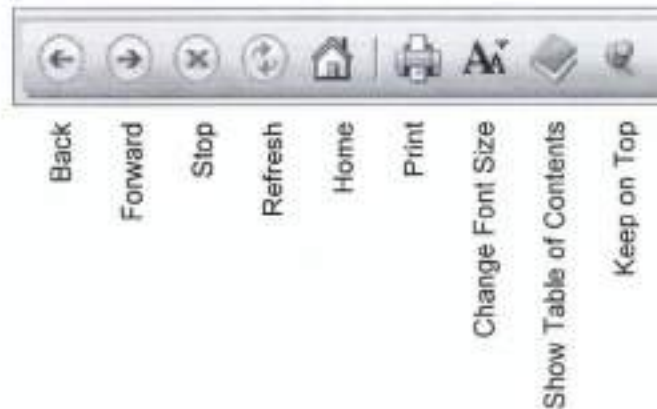 Back
Forward
Stop
Refresh
Home
Print
Change Font Size
Show Table of Contents
Keep on Top